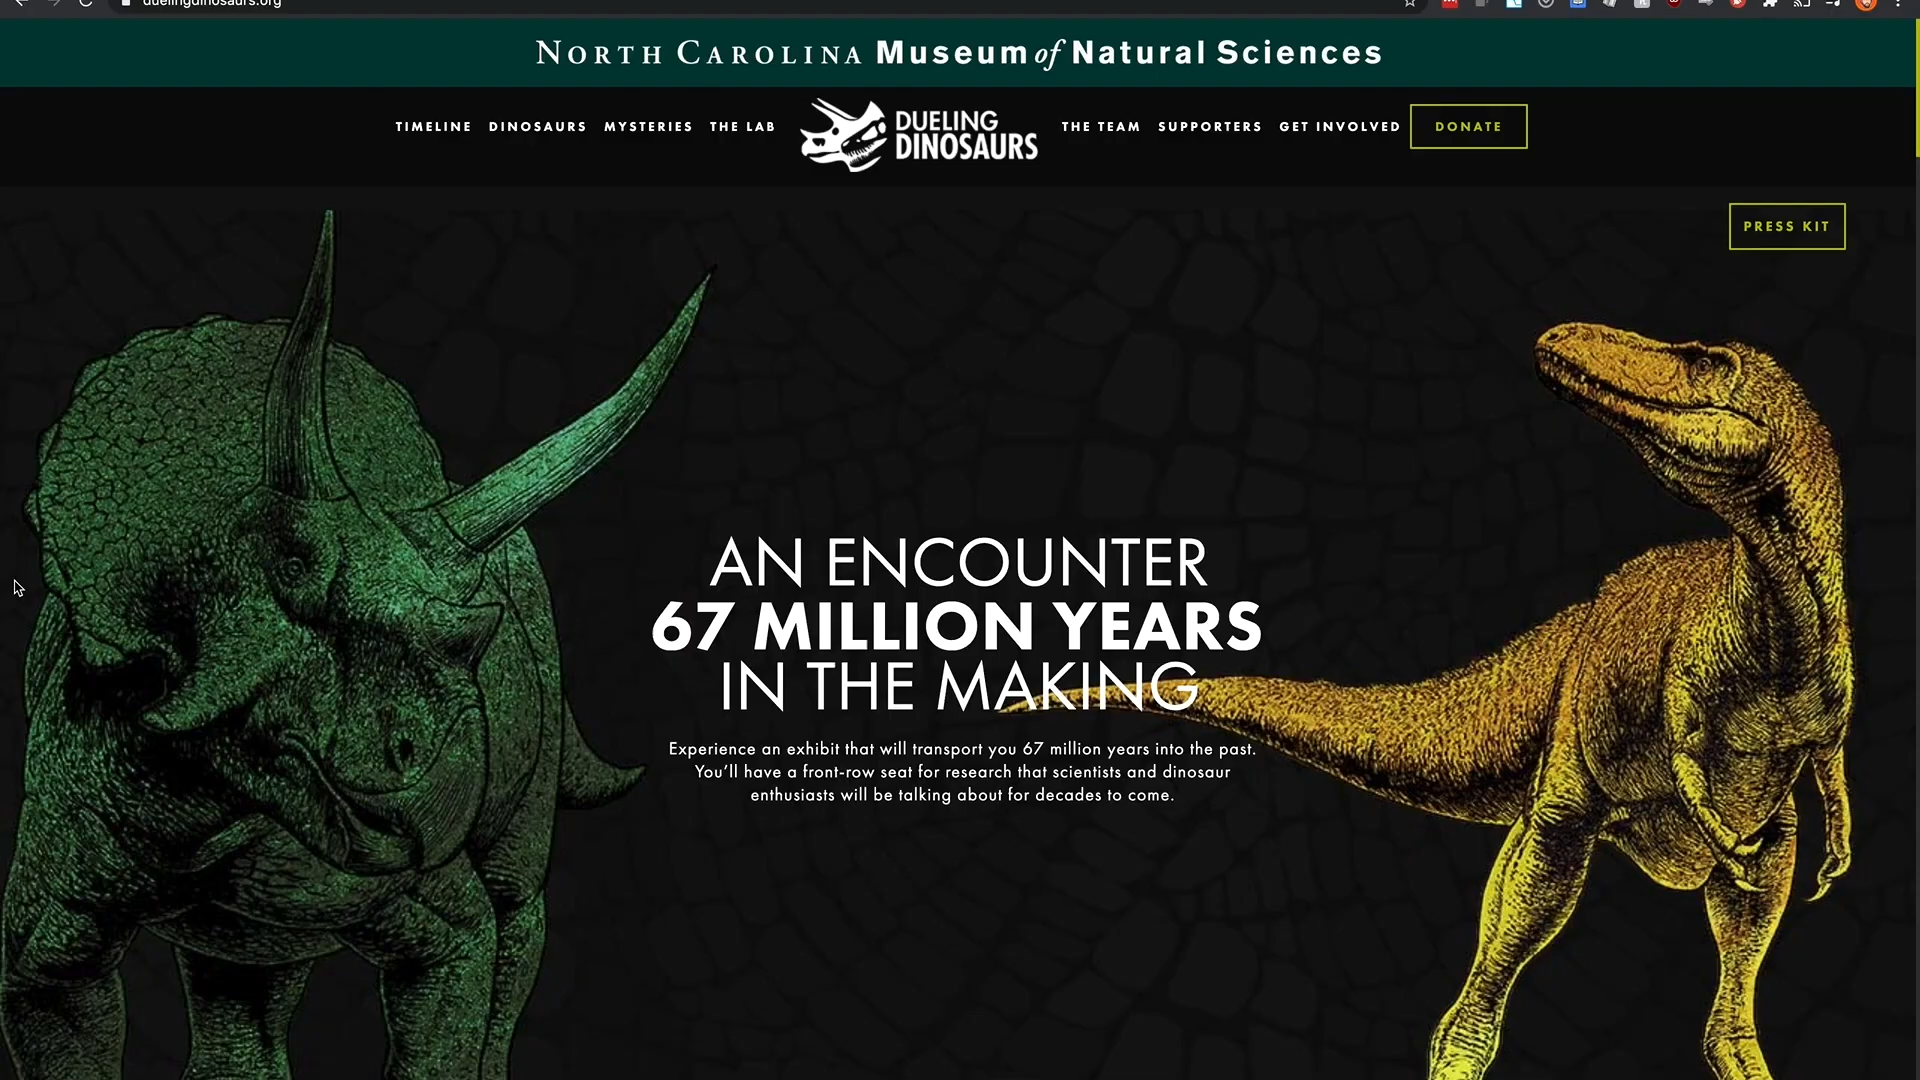 duelingdinosaurs.org
NORTH CAROLINA Museum of Natural Sciences
TIMELINE DINOSAURS MYSTERIES THE LAB DUELING DINOSAURS THE TEAM SUPPORTERS GET INVOLVED DONATE
PRESS KIT
AN ENCOUNTER
67 MILLION YEARS
IN THE MAKING
Experience an exhibit that will transport you 67 million years into the past.
You'll have a front-row seat for research that scientists and dinosaur
enthusiasts will be talking about for decades to come.